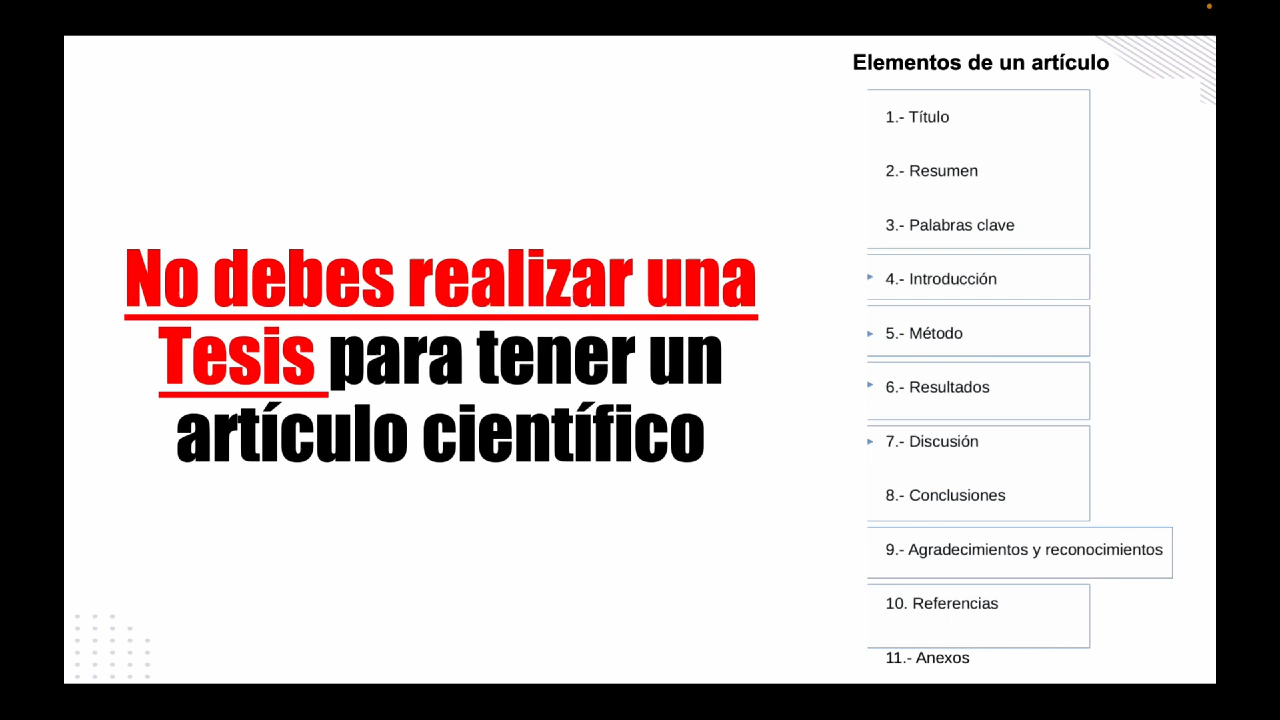 No debes realizar una
Tesis para tener un
artículo científico
Elementos de un artículo
1.- Título
2.- Resumen
3.- Palabras clave
4.- Introducción
5.- Método
6.- Resultados
7.- Discusión
8.- Conclusiones
9.- Agradecimientos y reconocimientos
10. Referencias
11.- Anexos